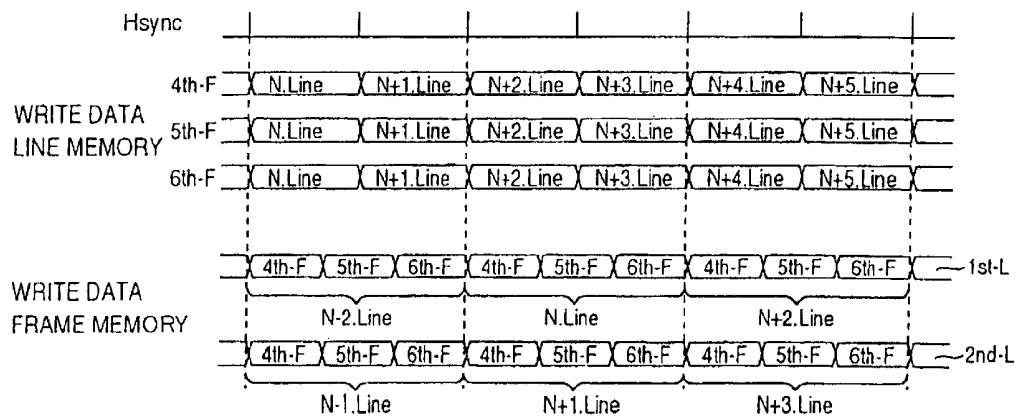 Hsync
4th-F N.Line N+1.Line N+2.Line N+3.Line N+4.Line N+5.Line
WRITE DATA
LINE MEMORY
5th-F N.Line N+1.Line N+2.Line N+3.Line N+4.Line N+5.Line
6th-F N.Line N+1.Line N+2.Line N+3.Line N+4.Line N+5.Line
4th-F 5th-F 6th-F 4th-F 5th-F 6th-F 4th-F 5th-F 6th-F 1st-L
WRITE DATA
FRAME MEMORY
N-2.Line N.Line N+2.Line
4th-F 5th-F 6th-F 4th-F 5th-F 6th-F 4th-F 5th-F 6th-F 2nd-L
N-1.Line N+1.Line N+3.Line